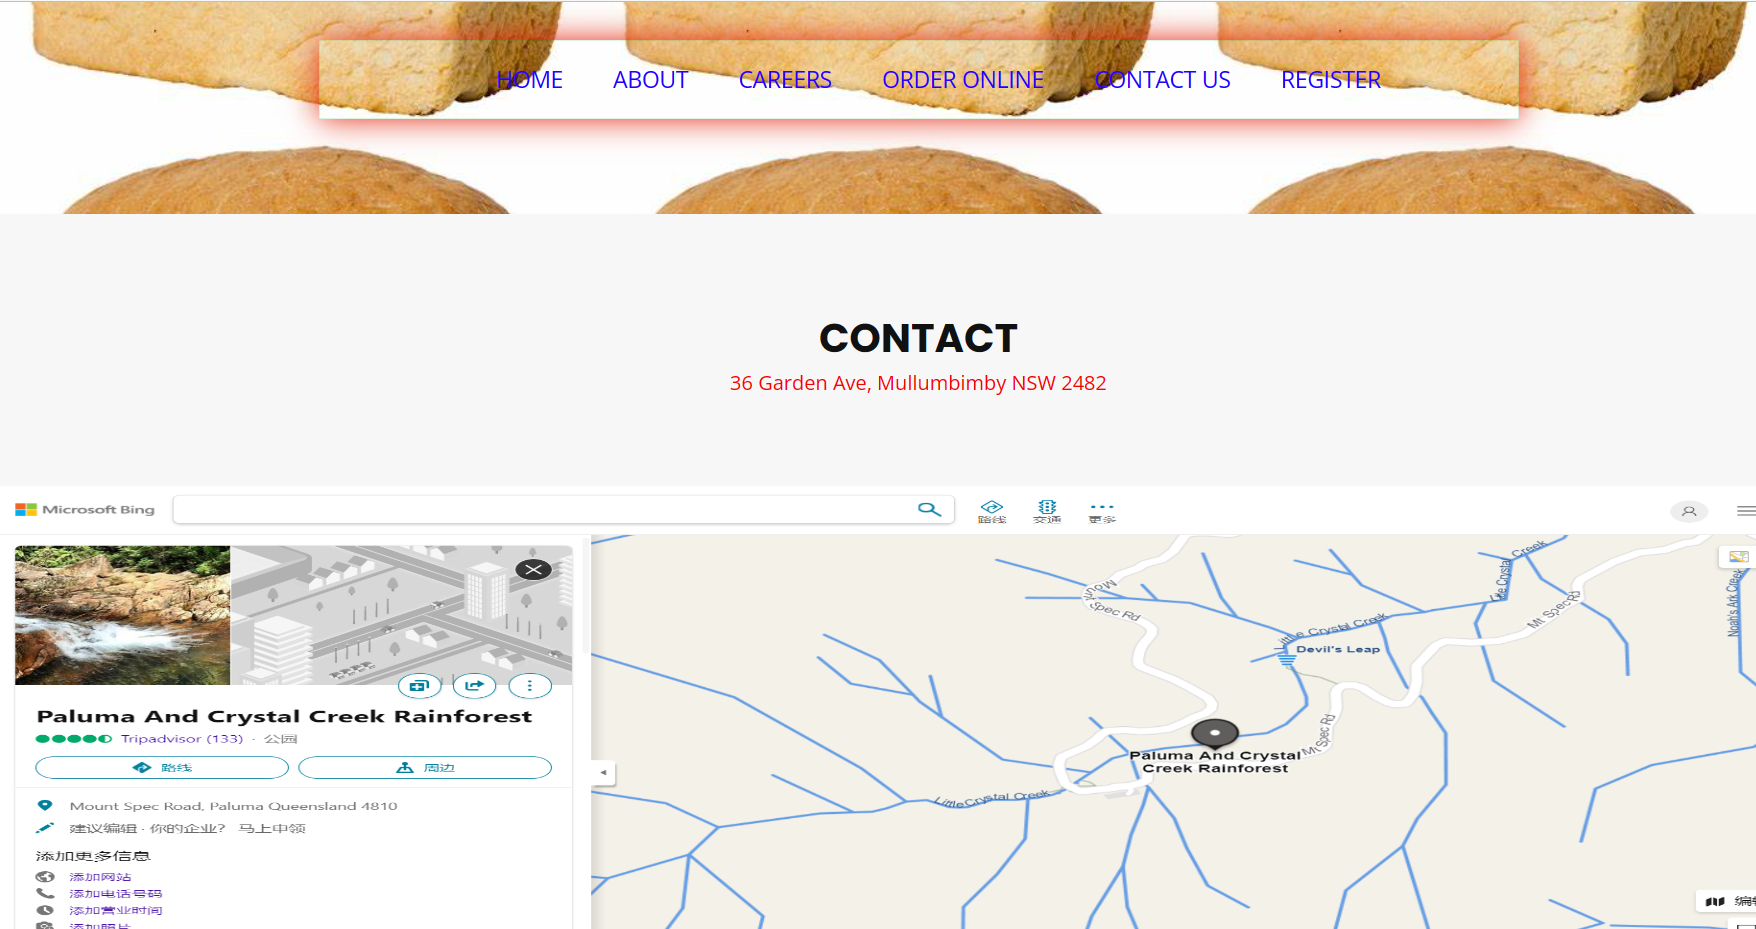 HOME ABOUT CAREERS ORDER ONLINE CONTACT US REGISTER
CONTACT
36 Garden Ave, Mullumbimby NSW 2482
Microsoft Bing
路线 交通 更多
Paluma And Crystal Creek Rainforest
Tripadvisor (133) · 公园
路线 周边
Mount Spec Road, Paluma Queensland 4810
建议编辑 · 你的企业? 马上申领
添加更多信息
添加网站
添加电话号码
添加营业时间
添加照片
Mount Spec Rd
Little Crystal Creek
Devil's Leap
Mt Spec Rd
Creek
Mt Spec Rd
Noah's Ark Creek
Paluma And Crystal
Creek Rainforest
Little Crystal Creek